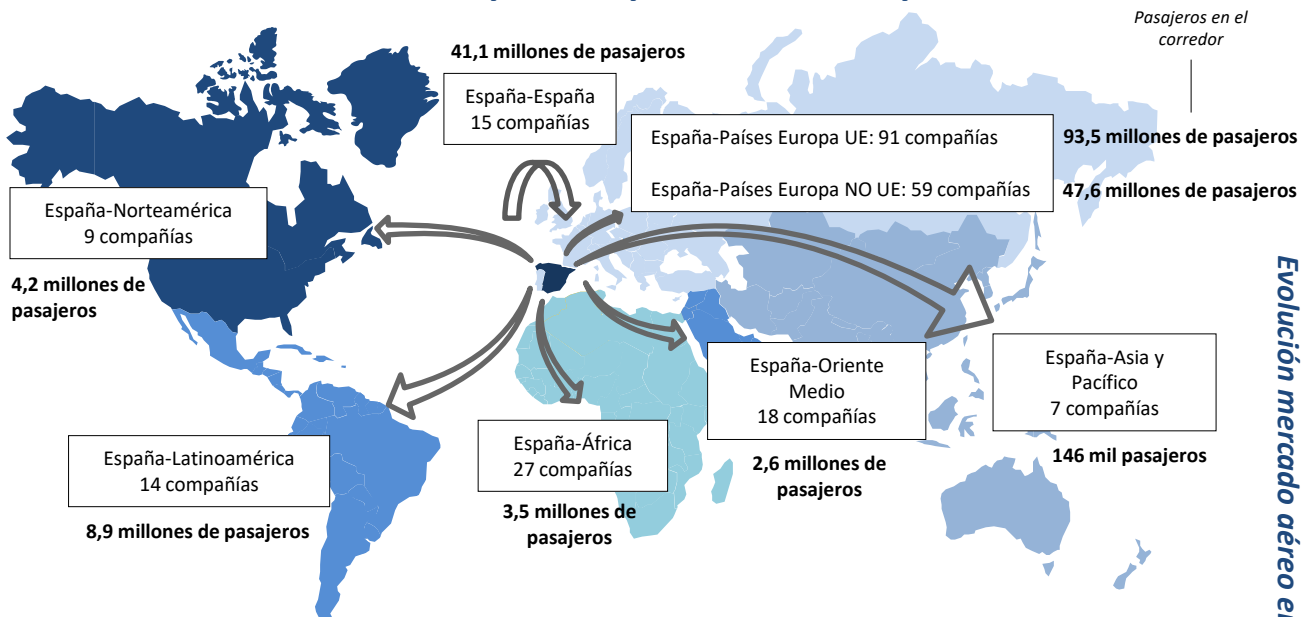 Pasajeros en el
corredor
41,1 millones de pasajeros
España-España
15 compañías
España-Países Europa UE: 91 compañías
93,5 millones de pasajeros
España-Países Europa NO UE: 59 compañías
47,6 millones de pasajeros
España-Norteamérica
9 compañías
4,2 millones de
pasajeros
España-Oriente
Medio
18 compañías
2,6 millones de
pasajeros
España-Asia y
Pacífico
7 compañías
146 mil pasajeros
España-África
27 compañías
3,5 millones de
pasajeros
España-Latinoamérica
14 compañías
8,9 millones de pasajeros
Evolución mercado aéreo